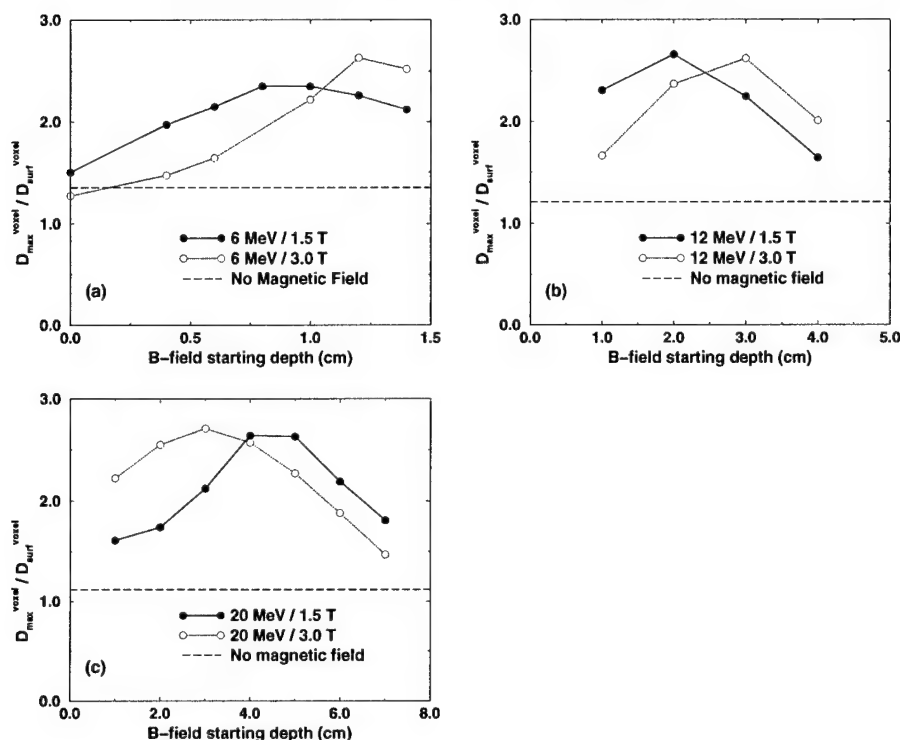 3.0
2.0
1.0
0.0
D_max^voxel / D_surf^voxel
6 MeV / 1.5 T
6 MeV / 3.0 T
No Magnetic Field
(a)
0.0 0.5 1.0 1.5
B-field starting depth (cm)
3.0
2.0
1.0
0.0
D_max^voxel / D_surf^voxel
12 MeV / 1.5 T
12 MeV / 3.0 T
No magnetic field
(b)
0.0 1.0 2.0 3.0 4.0 5.0
B-field starting depth (cm)
3.0
2.0
1.0
0.0
D_max^voxel / D_surf^voxel
20 MeV / 1.5 T
20 MeV / 3.0 T
No magnetic field
(c)
0.0 2.0 4.0 6.0 8.0
B-field starting depth (cm)